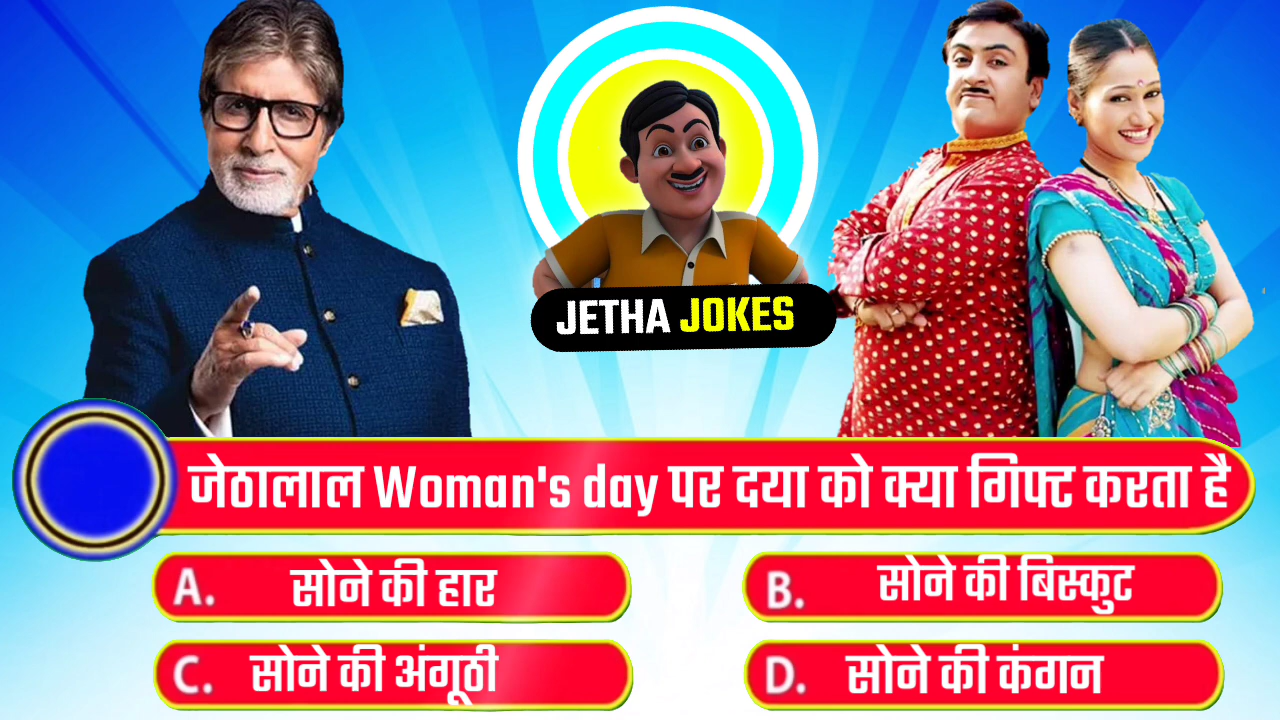 JETHA JOKES
जेठालाल Woman's day पर दया को क्या गिफ्ट करता है
A. सोने की हार
B. सोने की बिस्कुट
C. सोने की अंगूठी
D. सोने की कंगन